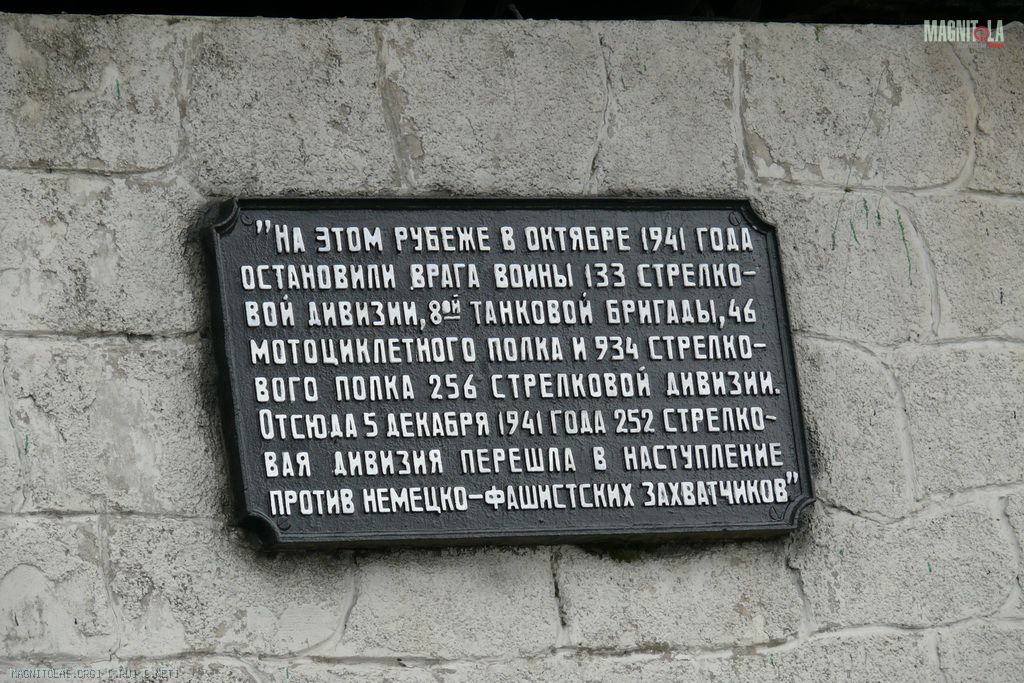 MAGNITOLA
"НА ЭТОМ РУБЕЖЕ В ОКТЯБРЕ 1941 ГОДА
ОСТАНОВИЛИ ВРАГА ВОИНЫ 133 СТРЕЛКО-
ВОЙ ДИВИЗИИ, 8ОЙ ТАНКОВОЙ БРИГАДЫ, 46
МОТОЦИКЛЕТНОГО ПОЛКА И 934 СТРЕЛКО-
ВОГО ПОЛКА 256 СТРЕЛКОВОЙ ДИВИЗИИ.
ОТСЮДА 5 ДЕКАБРЯ 1941 ГОДА 252 СТРЕЛКО-
ВАЯ ДИВИЗИЯ ПЕРЕШЛА В НАСТУПЛЕНИЕ
ПРОТИВ НЕМЕЦКО-ФАШИСТСКИХ ЗАХВАТЧИКОВ"